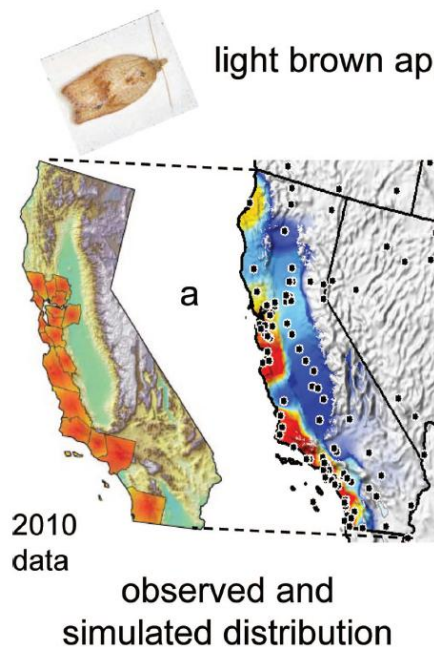 light brown ap
a
2010
data
observed and
simulated distribution